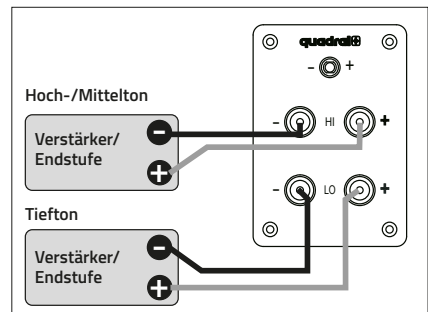 quadral
- +
Hoch-/Mittelton
Verstärker/
Endstufe
-
+
- HI +
Tiefton
Verstärker/
Endstufe
-
+
- LO +